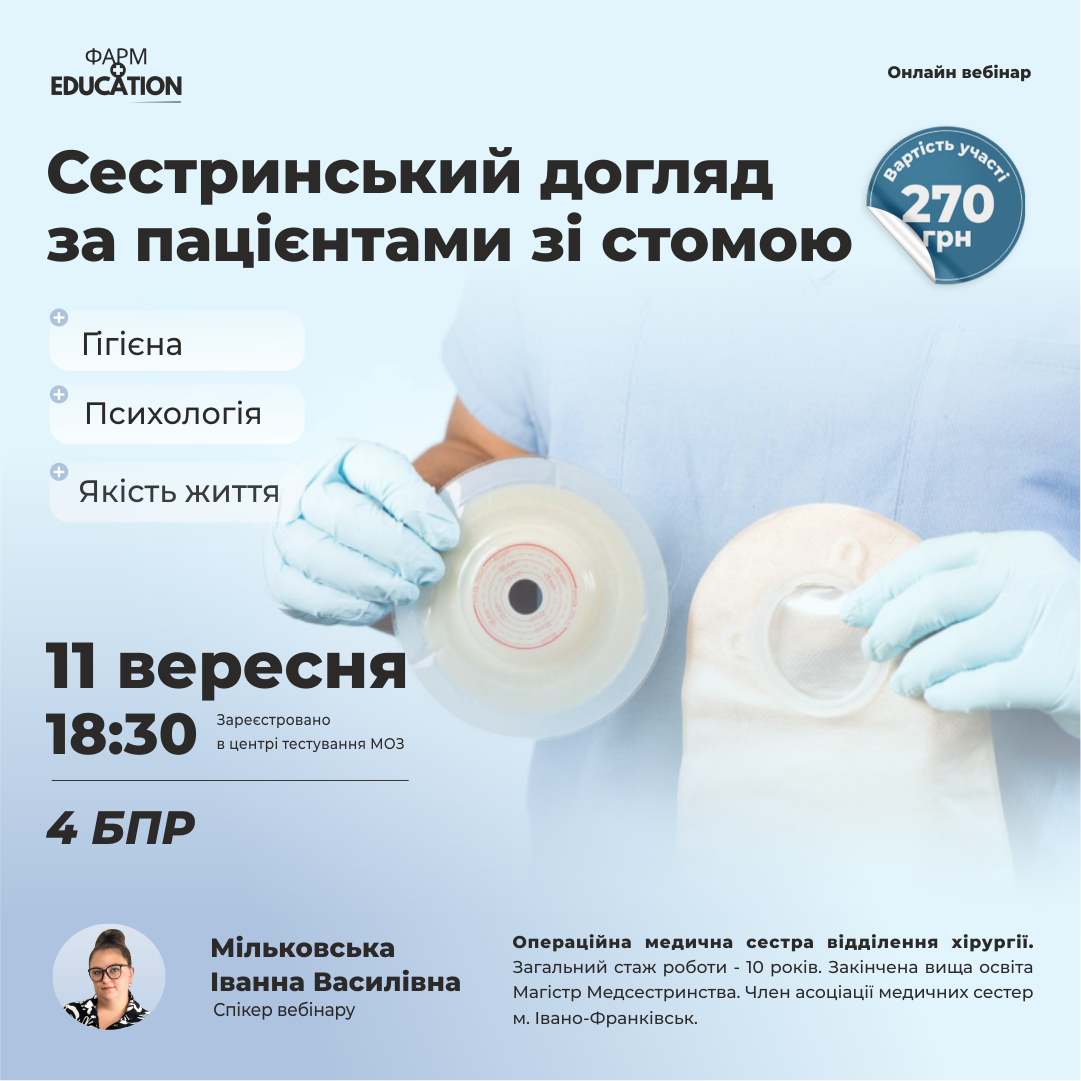 ФАРМ
EDUCATION
Онлайн вебінар
Сестринський догляд
за пацієнтами зі стомою
Вартість участі
270
грн
Гігієна
Психологія
Якість життя
11 вересня
18:30
Зареєстровано
в центрі тестування МОЗ
4 БПР
Мільковська
Іванна Василівна
Спікер вебінару
Операційна медична сестра відділення хірургії.
Загальний стаж роботи - 10 років. Закінчена вища освіта
Магістр Медсестринства. Член асоціації медичних сестер
м. Івано-Франківськ.